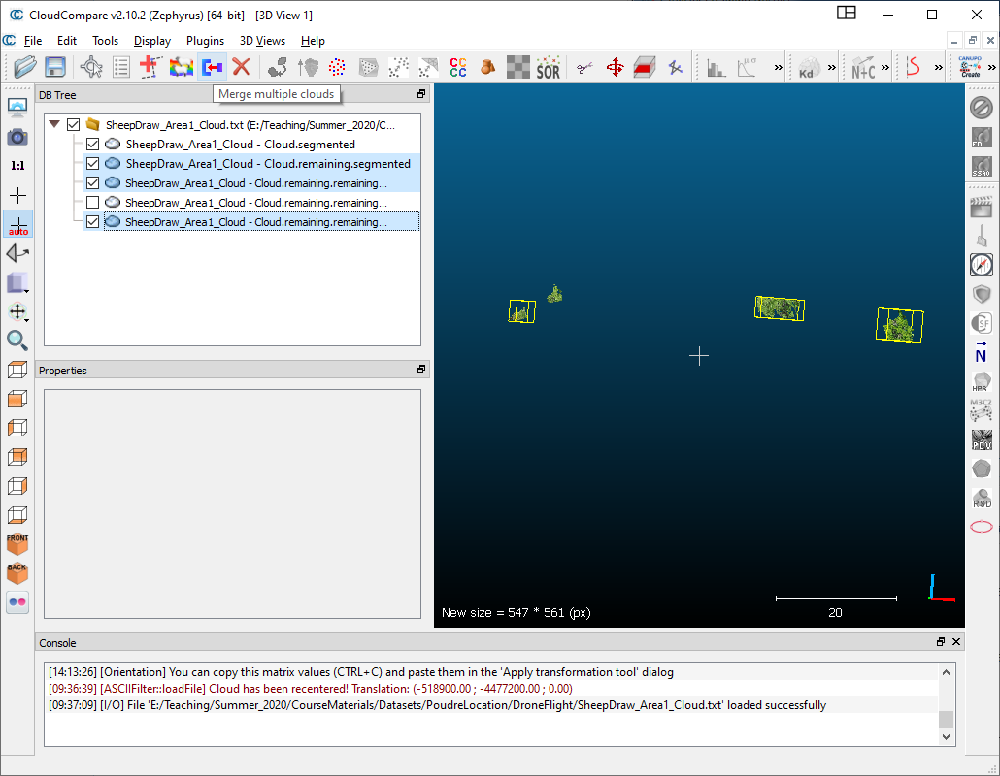 CloudCompare v2.10.2 (Zephyrus) [64-bit] - [3D View 1]
File Edit Tools Display Plugins 3D Views Help
C C
C C
SOR
μ,σ
»
Kd
»
N+C
»
»
CANUPO
Create
»
Merge multiple clouds
DB Tree
SheepDraw_Area1_Cloud.txt (E:/Teaching/Summer_2020/C...
SheepDraw_Area1_Cloud - Cloud.segmented
SheepDraw_Area1_Cloud - Cloud.remaining.segmented
SheepDraw_Area1_Cloud - Cloud.remaining.remaining...
SheepDraw_Area1_Cloud - Cloud.remaining.remaining...
SheepDraw_Area1_Cloud - Cloud.remaining.remaining...
1:1
auto
FRONT
BACK
Properties
New size = 547 * 561 (px)
20
EDL
SSAO
SF
N
HPR
M3C2
PCV
RSD
Console
[14:13:26] [Orientation] You can copy this matrix values (CTRL+C) and paste them in the 'Apply transformation tool' dialog
[09:36:39] [ASCIIFilter::loadFile] Cloud has been recentered! Translation: (-518900.00 ; -4477200.00 ; 0.00)
[09:37:09] [I/O] File 'E:/Teaching/Summer_2020/CourseMaterials/Datasets/PoudreLocation/DroneFlight/SheepDraw_Area1_Cloud.txt' loaded successfully